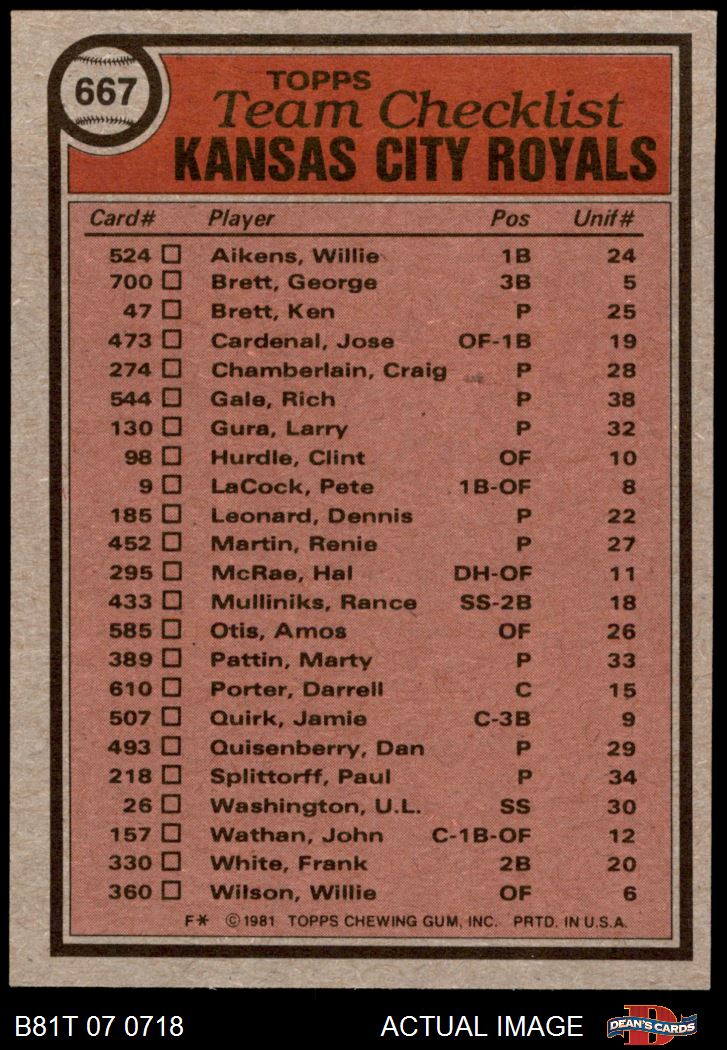 667
TOPPS
Team Checklist
KANSAS CITY ROYALS
Card# Player Pos Unif#
524 Aikens, Willie 1B 24
700 Brett, George 3B 5
47 Brett, Ken P 25
473 Cardenal, Jose OF-1B 19
274 Chamberlain, Craig P 28
544 Gale, Rich P 38
130 Gura, Larry P 32
98 Hurdle, Clint OF 10
9 LaCock, Pete 1B-OF 8
185 Leonard, Dennis P 22
452 Martin, Renie P 27
295 McRae, Hal DH-OF 11
433 Mulliniks, Rance SS-2B 18
585 Otis, Amos OF 26
389 Pattin, Marty P 33
610 Porter, Darrell C 15
507 Quirk, Jamie C-3B 9
493 Quisenberry, Dan P 29
218 Splittorff, Paul P 34
26 Washington, U.L. SS 30
157 Wathan, John C-1B-OF 12
330 White, Frank 2B 20
360 Wilson, Willie OF 6
F* ©1981 TOPPS CHEWING GUM, INC. PRTD. IN U.S.A.
B81T 07 0718 ACTUAL IMAGE D DEAN'S CARDS